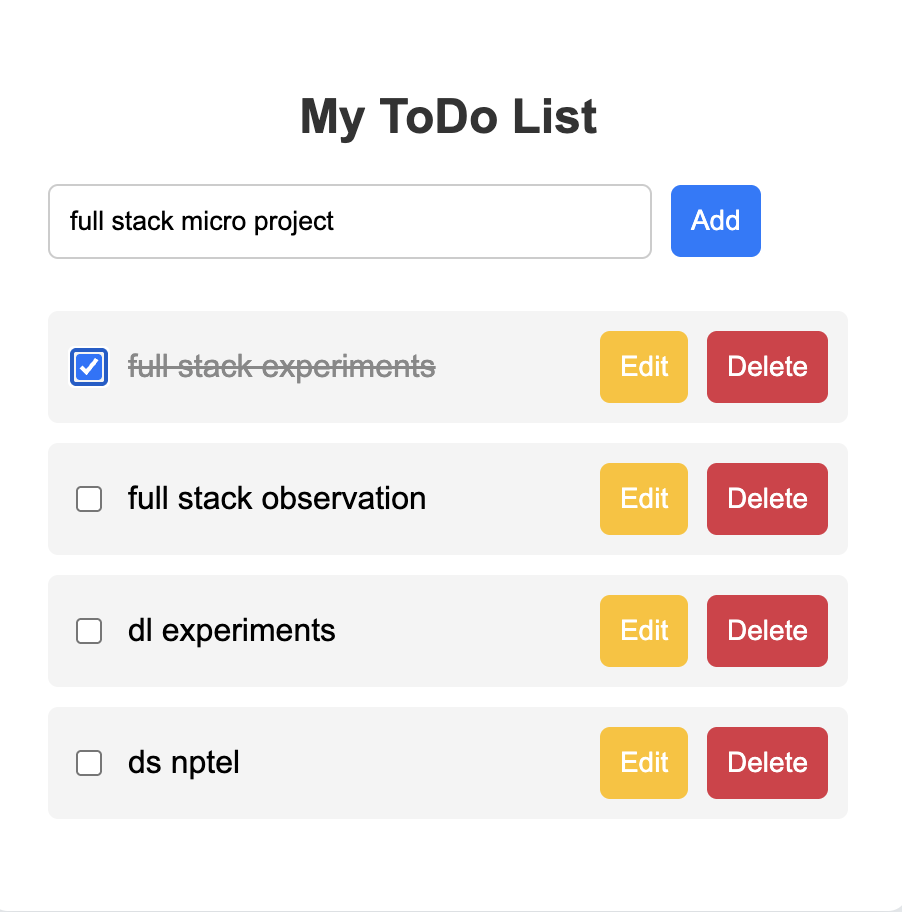 My ToDo List
full stack micro project Add
full stack experiments Edit Delete
full stack observation Edit Delete
dl experiments Edit Delete
ds nptel Edit Delete